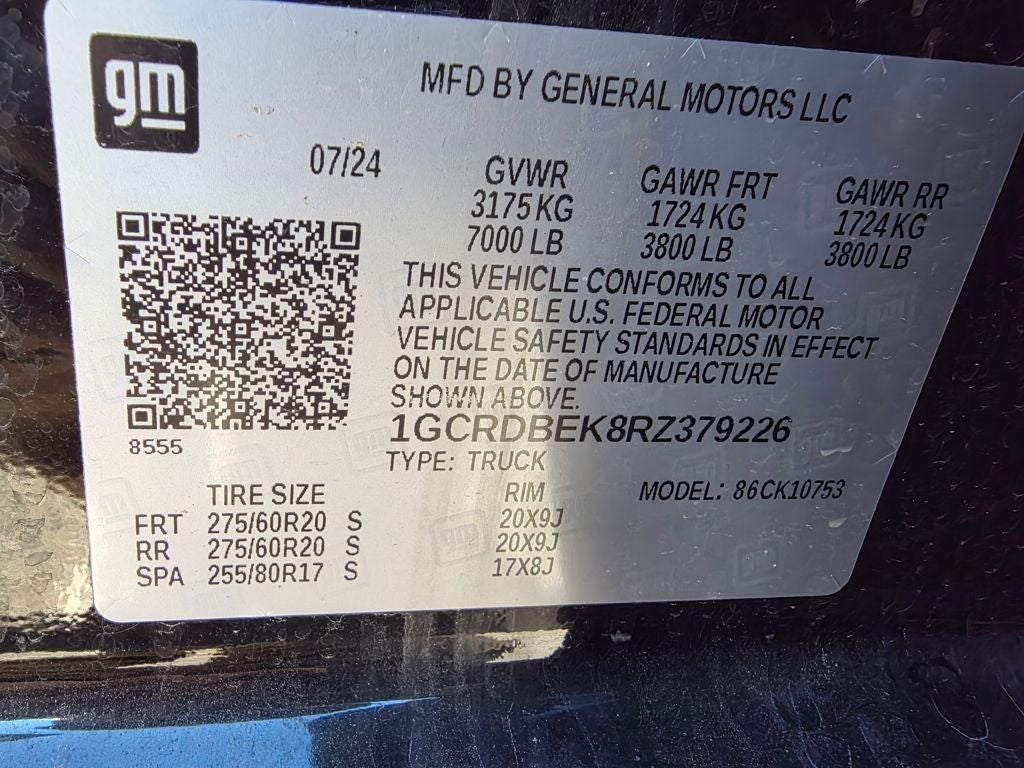 gm
MFD BY GENERAL MOTORS LLC
07/24
GVWR GAWR FRT GAWR RR
3175 KG 1724 KG 1724 KG
7000 LB 3800 LB 3800 LB
THIS VEHICLE CONFORMS TO ALL
APPLICABLE U.S. FEDERAL MOTOR
VEHICLE SAFETY STANDARDS IN EFFECT
ON THE DATE OF MANUFACTURE
SHOWN ABOVE.
1GCRDBEK8RZ379226
8555
TYPE: TRUCK
TIRE SIZE RIM MODEL: 86CK10753
FRT 275/60R20 S 20X9J
RR 275/60R20 S 20X9J
SPA 255/80R17 S 17X8J